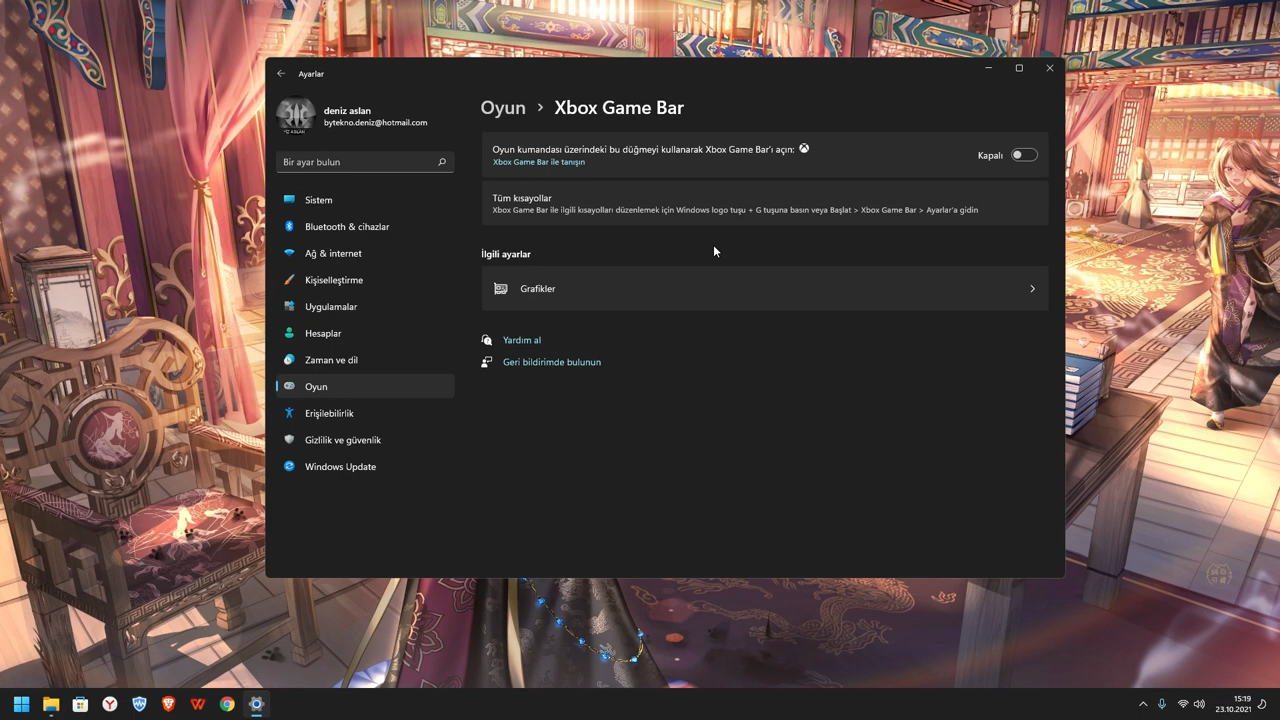 Ayarlar
deniz aslan
bytekno.deniz@hotmail.com
Bir ayar bulun
Sistem
Bluetooth & cihazlar
Ağ & internet
Kişiselleştirme
Uygulamalar
Hesaplar
Zaman ve dil
Oyun
Erişilebilirlik
Gizlilik ve güvenlik
Windows Update
Oyun > Xbox Game Bar
Oyun kumandası üzerindeki bu düğmeyi kullanarak Xbox Game Bar'ı açın:
Xbox Game Bar ile tanışın
Kapalı
Tüm kısayollar
Xbox Game Bar ile ilgili kısayolları düzenlemek için Windows logo tuşu + G tuşuna basın veya Başlat > Xbox Game Bar > Ayarlar'a gidin
İlgili ayarlar
Grafikler
Yardım al
Geri bildirimde bulunun
15:19
23.10.2021